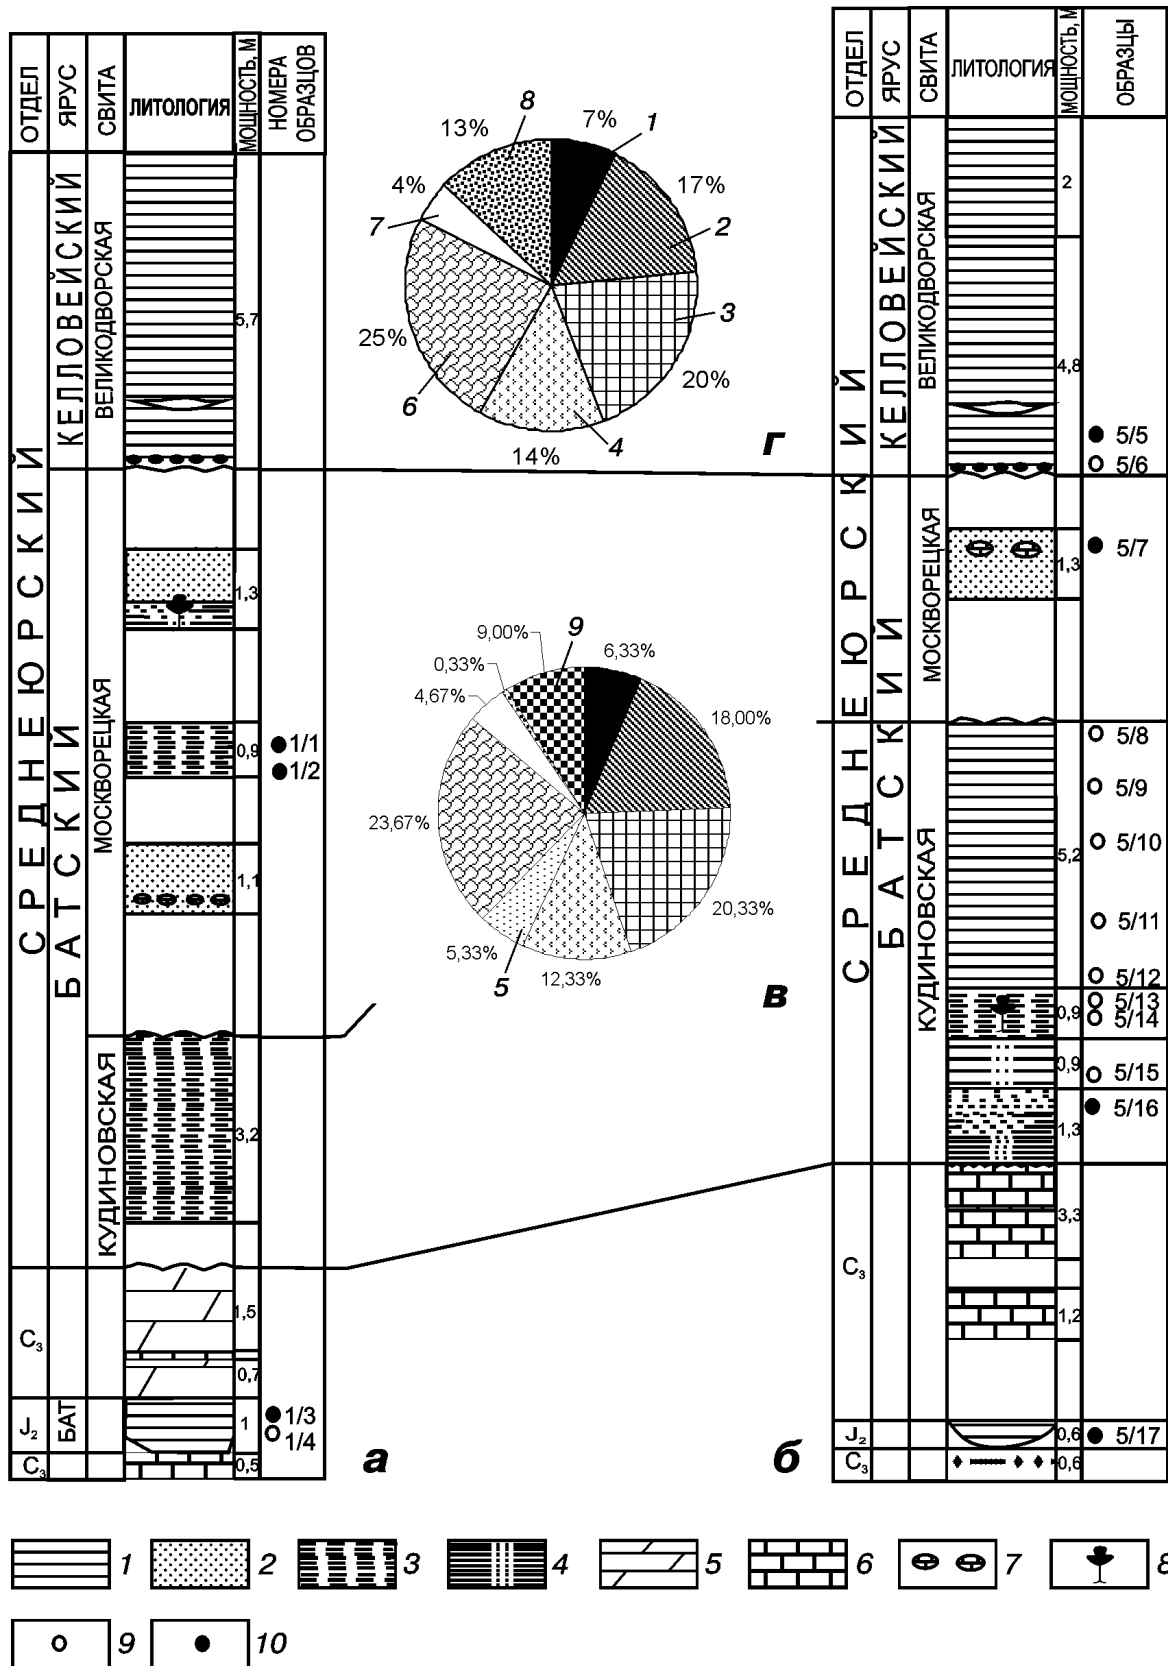 ОТДЕЛ
ЯРУС
СВИТА
ЛИТОЛОГИЯ
МОЩНОСТЬ, М
НОМЕРА
ОБРАЗЦОВ
СРЕДНЕЮРСКИЙ
КЕЛЛОВЕЙСКИЙ
ВЕЛИКОДВОРСКАЯ
5,7
БАТСКИЙ
МОСКВОРЕЦКАЯ
1,3
0,9
1/1
1/2
1,1
КУДИНОВСКАЯ
3,2
C3
1,5
0,7
J2
БАТ
1
1/3
1/4
C3
0,5
а
8
13%
7%
1
4%
7
17%
2
3
25%
6
20%
4
14%
г
9,00%
9
6,33%
0,33%
4,67%
18,00%
23,67%
20,33%
5,33%
5
12,33%
в
ОТДЕЛ
ЯРУС
СВИТА
ЛИТОЛОГИЯ
МОЩНОСТЬ, М
ОБРАЗЦЫ
СРЕДНЕЮРСКИЙ
КЕЛЛОВЕЙСКИЙ
ВЕЛИКОДВОРСКАЯ
2
4,8
5/5
5/6
БАТСКИЙ
МОСКВОРЕЦКАЯ
5/7
1,3
КУДИНОВСКАЯ
5/8
5/9
5,2
5/10
5/11
5/12
5/13
0,9
5/14
0,9
5/15
5/16
1,3
C3
3,3
1,2
J2
0,6
5/17
C3
0,6
б
1
2
3
4
5
6
7
8
9
10